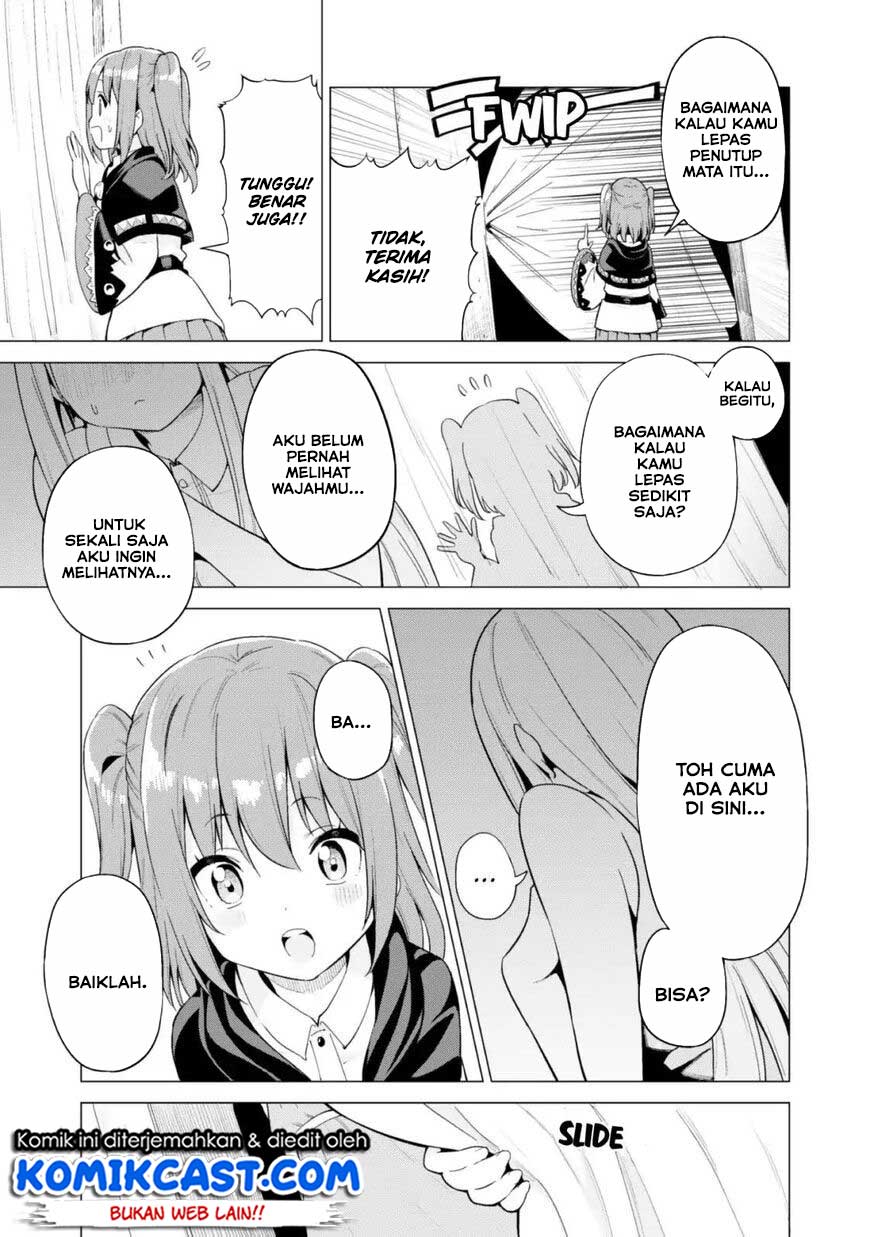 BAGAIMANA
KALAU KAMU
LEPAS
PENUTUP
MATA ITU...
FWIP
TIDAK,
TERIMA
KASIH!
TUNGGU!
BENAR
JUGA!!
KALAU
BEGITU,
BAGAIMANA
KALAU
KAMU
LEPAS
SEDIKIT
SAJA?
AKU BELUM
PERNAH
MELIHAT
WAJAHMU...
UNTUK
SEKALI SAJA
AKU INGIN
MELIHATNYA...
TOH CUMA
ADA AKU
DI SINI...
BISA?
...
BA...
BAIKLAH.
SLIDE
Komik ini diterjemahkan & diedit oleh
KOMIKCAST.COM
BUKAN WEB LAIN!!